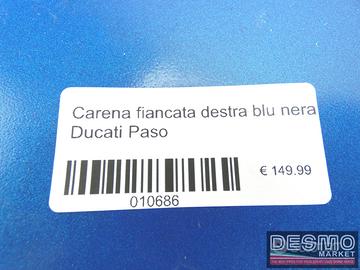 Carena fiancata destra blu nera
Ducati Paso
€ 149.99
010686
DESMO
MARKET